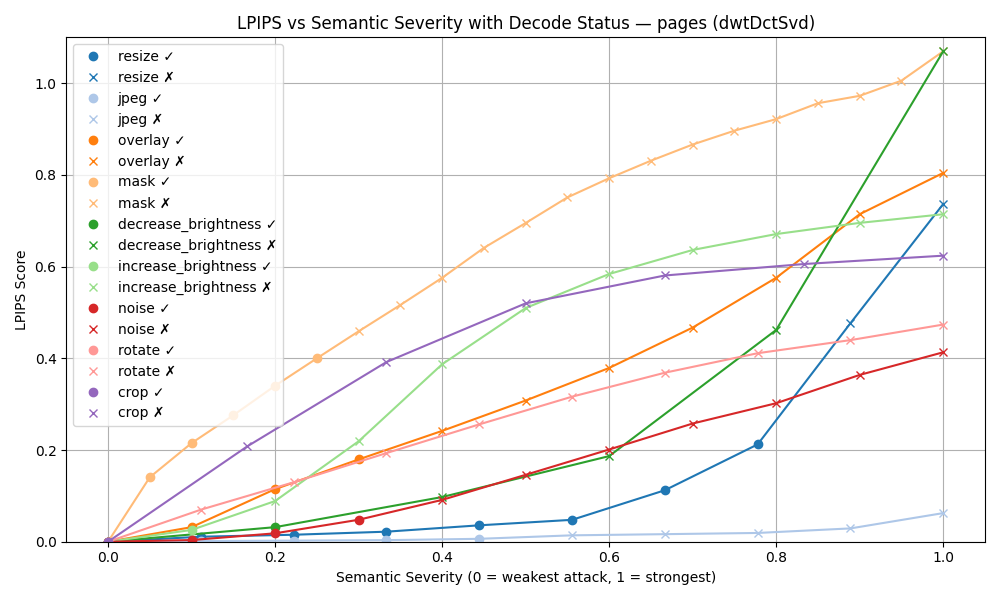 LPIPS vs Semantic Severity with Decode Status — pages (dwtDctSvd)
LPIPS Score
1.0
0.8
0.6
0.4
0.2
0.0
resize ✓
resize ✗
jpeg ✓
jpeg ✗
overlay ✓
overlay ✗
mask ✓
mask ✗
decrease_brightness ✓
decrease_brightness ✗
increase_brightness ✓
increase_brightness ✗
noise ✓
noise ✗
rotate ✓
rotate ✗
crop ✓
crop ✗
0.0 0.2 0.4 0.6 0.8 1.0
Semantic Severity (0 = weakest attack, 1 = strongest)